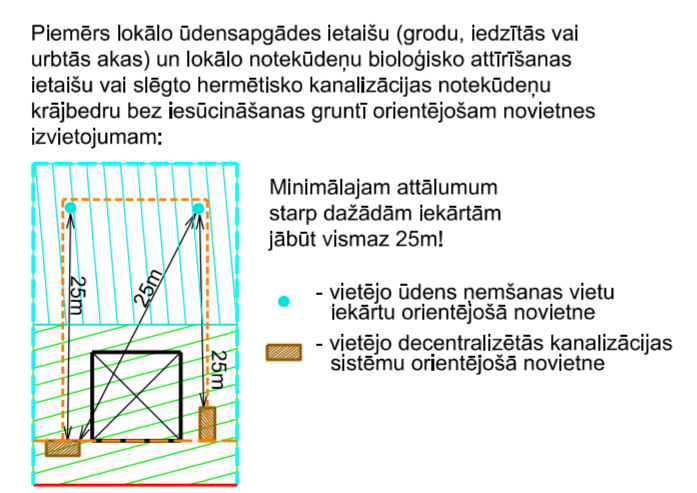 Piemērs lokālo ūdensapgādes ietaišu (grodu, iedzītās vai
urbtās akas) un lokālo notekūdeņu bioloģisko attīrīšanas
ietaišu vai slēgto hermētisko kanalizācijas notekūdeņu
krājbedru bez iesūcināšanas gruntī orientējošam novietnes
izvietojumam:
Minimālajam attālumum
starp dažādām iekārtām
jābūt vismaz 25m!
- vietējo ūdens ņemšanas vietu
iekārtu orientējošā novietne
- vietējo decentralizētās kanalizācijas
sistēmu orientējošā novietne
25m
25m
25m